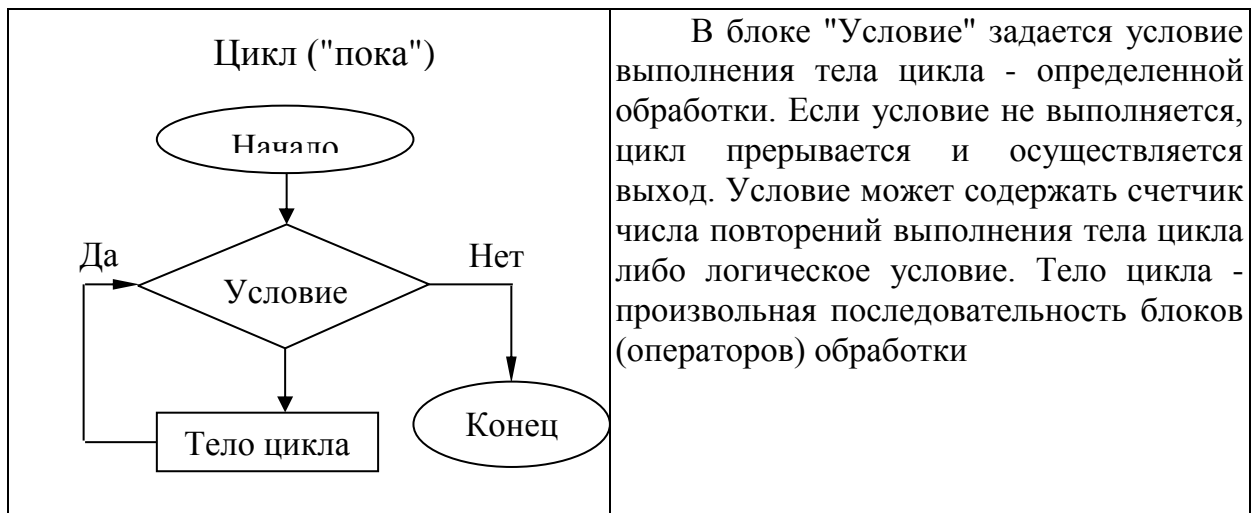 Цикл ("пока")
Начало
Да
Нет
Условие
Тело цикла
Конец
В блоке "Условие" задается условие
выполнения тела цикла - определенной
обработки. Если условие не выполняется,
цикл прерывается и осуществляется
выход. Условие может содержать счетчик
числа повторений выполнения тела цикла
либо логическое условие. Тело цикла -
произвольная последовательность блоков
(операторов) обработки